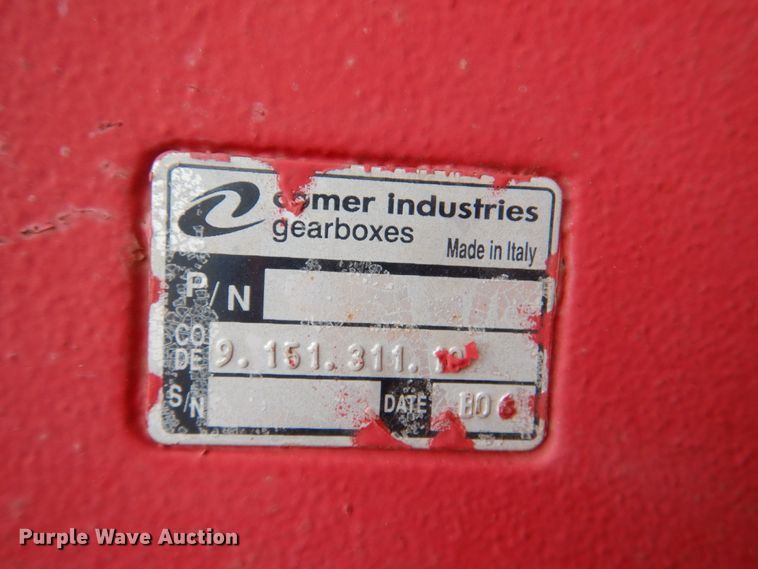 comer industries
gearboxes
Made in Italy
P/N
CODE 9.151.311.
S/N
DATE
Purple Wave Auction